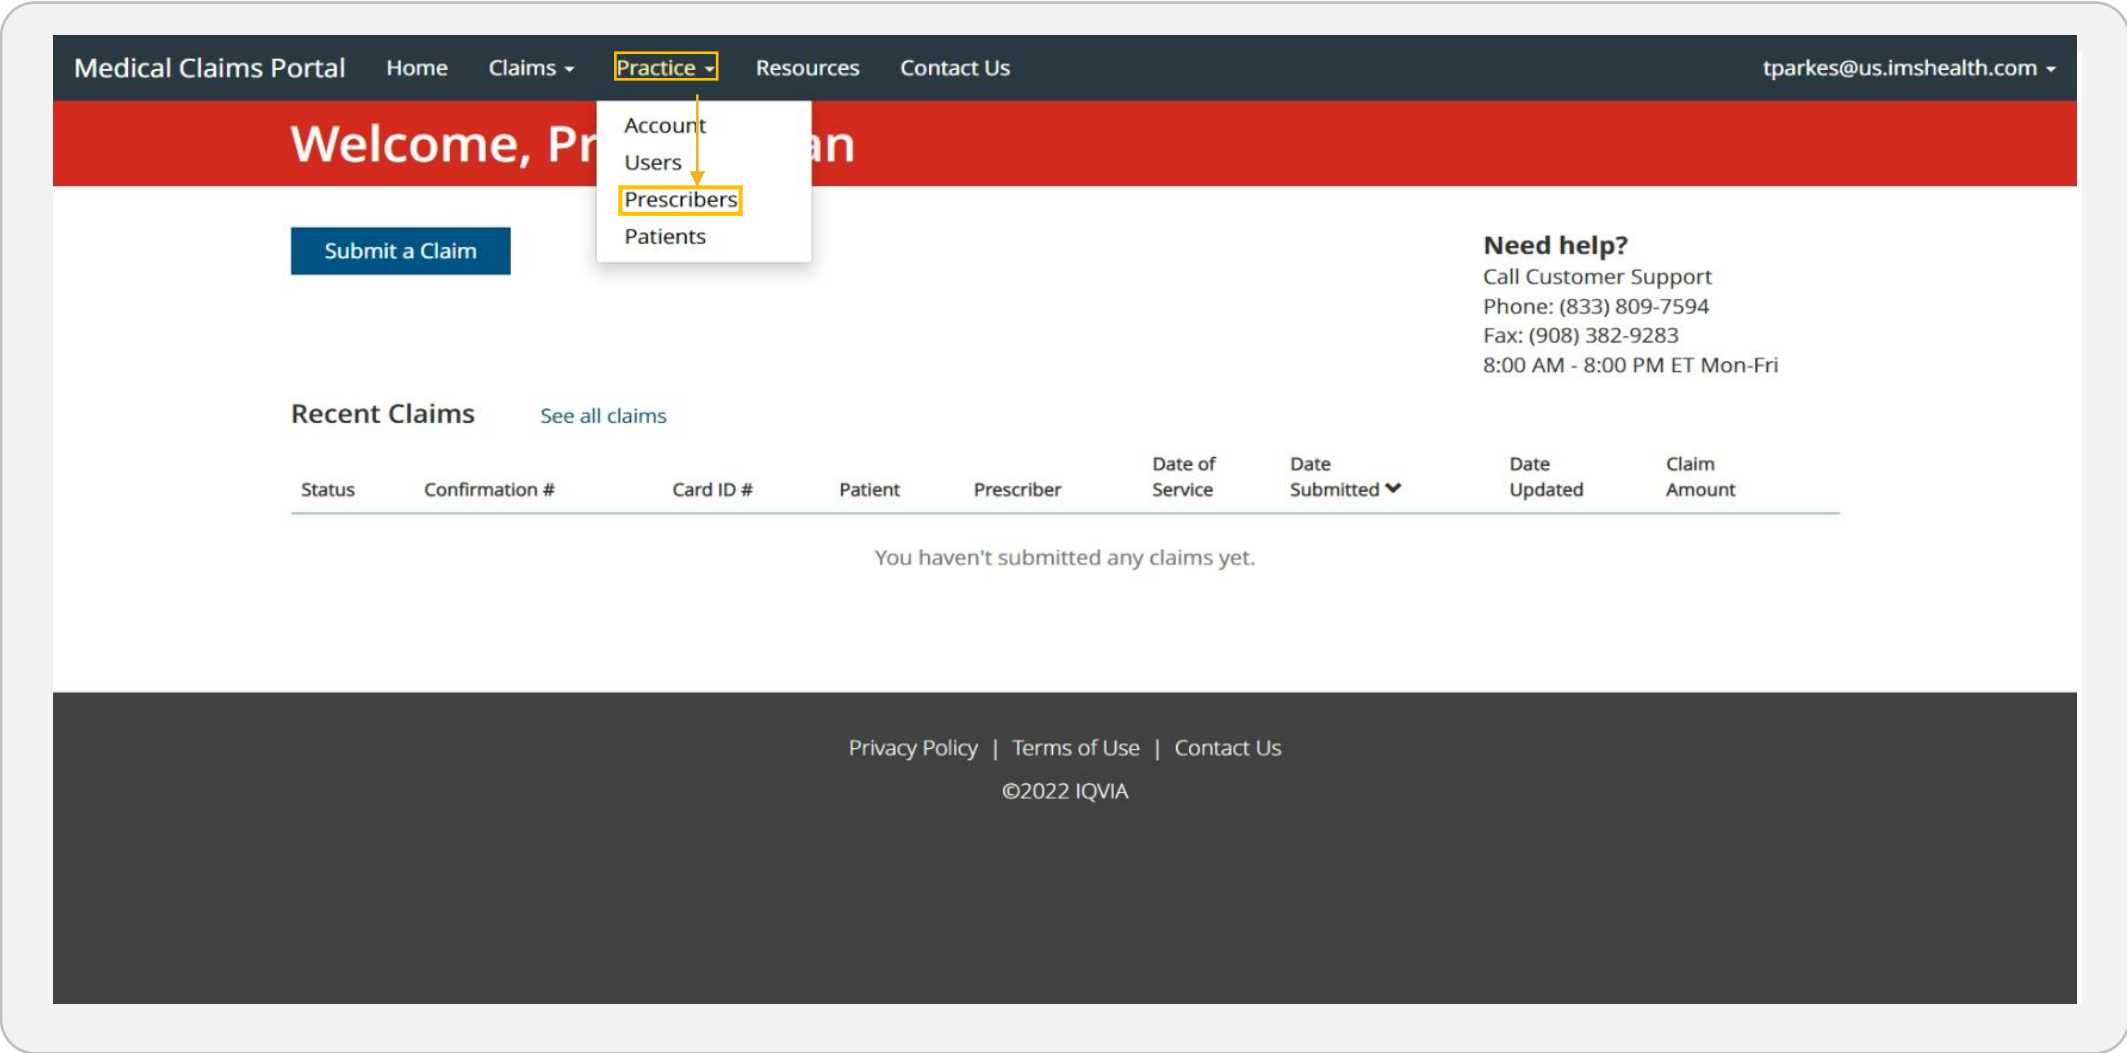 Medical Claims Portal Home Claims Practice Resources Contact Us tparkes@us.imshealth.com
Welcome, Pr an
Account
Users
Prescribers
Patients
Submit a Claim
Need help?
Call Customer Support
Phone: (833) 809-7594
Fax: (908) 382-9283
8:00 AM - 8:00 PM ET Mon-Fri
Recent Claims See all claims
Status Confirmation # Card ID # Patient Prescriber Date of Service Date Submitted Date Updated Claim Amount
You haven't submitted any claims yet.
Privacy Policy | Terms of Use | Contact Us
©2022 IQVIA